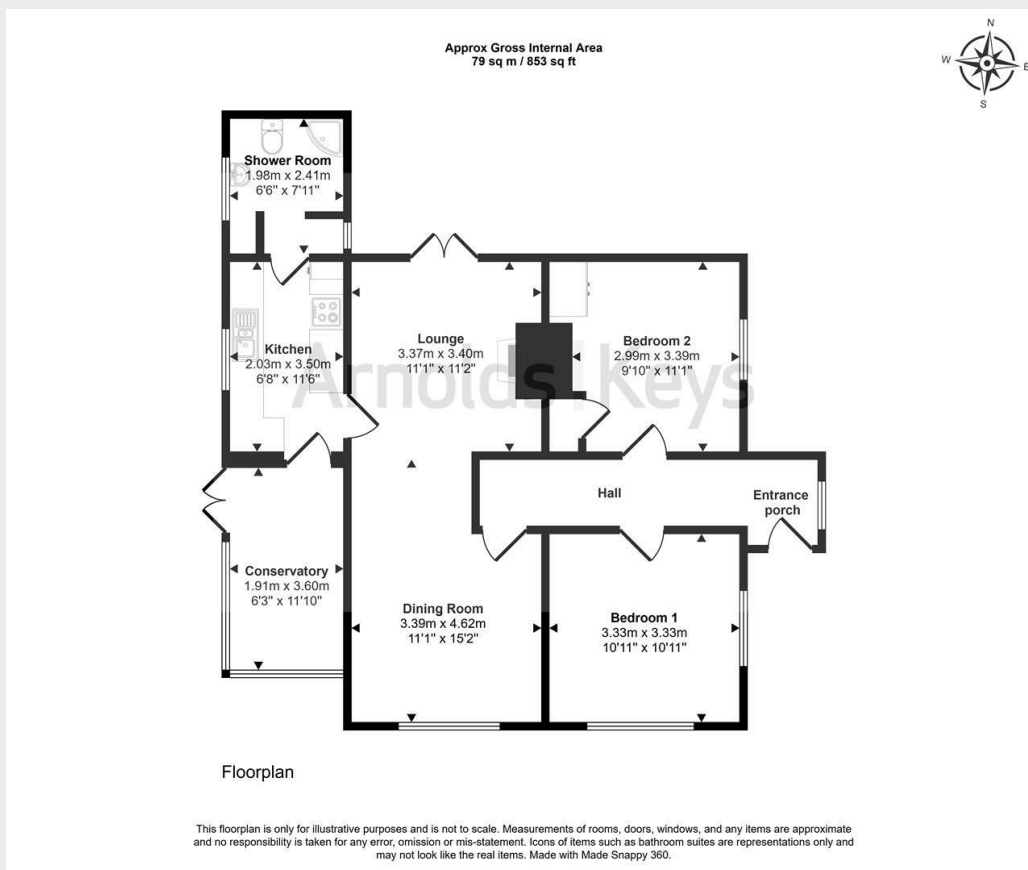 Approx Gross Internal Area
79 sq m / 853 sq ft
N
W
E
S
Shower Room
1.98m x 2.41m
6'6" x 7'11"
Kitchen
2.03m x 3.50m
6'8" x 11'6"
Lounge
3.37m x 3.40m
11'1" x 11'2"
Bedroom 2
2.99m x 3.39m
9'10" x 11'1"
Arnolds | Keys
Hall
Entrance
porch
Conservatory
1.91m x 3.60m
6'3" x 11'10"
Dining Room
3.39m x 4.62m
11'1" x 15'2"
Bedroom 1
3.33m x 3.33m
10'11" x 10'11"
Floorplan
This floorplan is only for illustrative purposes and is not to scale. Measurements of rooms, doors, windows, and any items are approximate
and no responsibility is taken for any error, omission or mis-statement. Icons of items such as bathroom suites are representations only and
may not look like the real items. Made with Made Snappy 360.